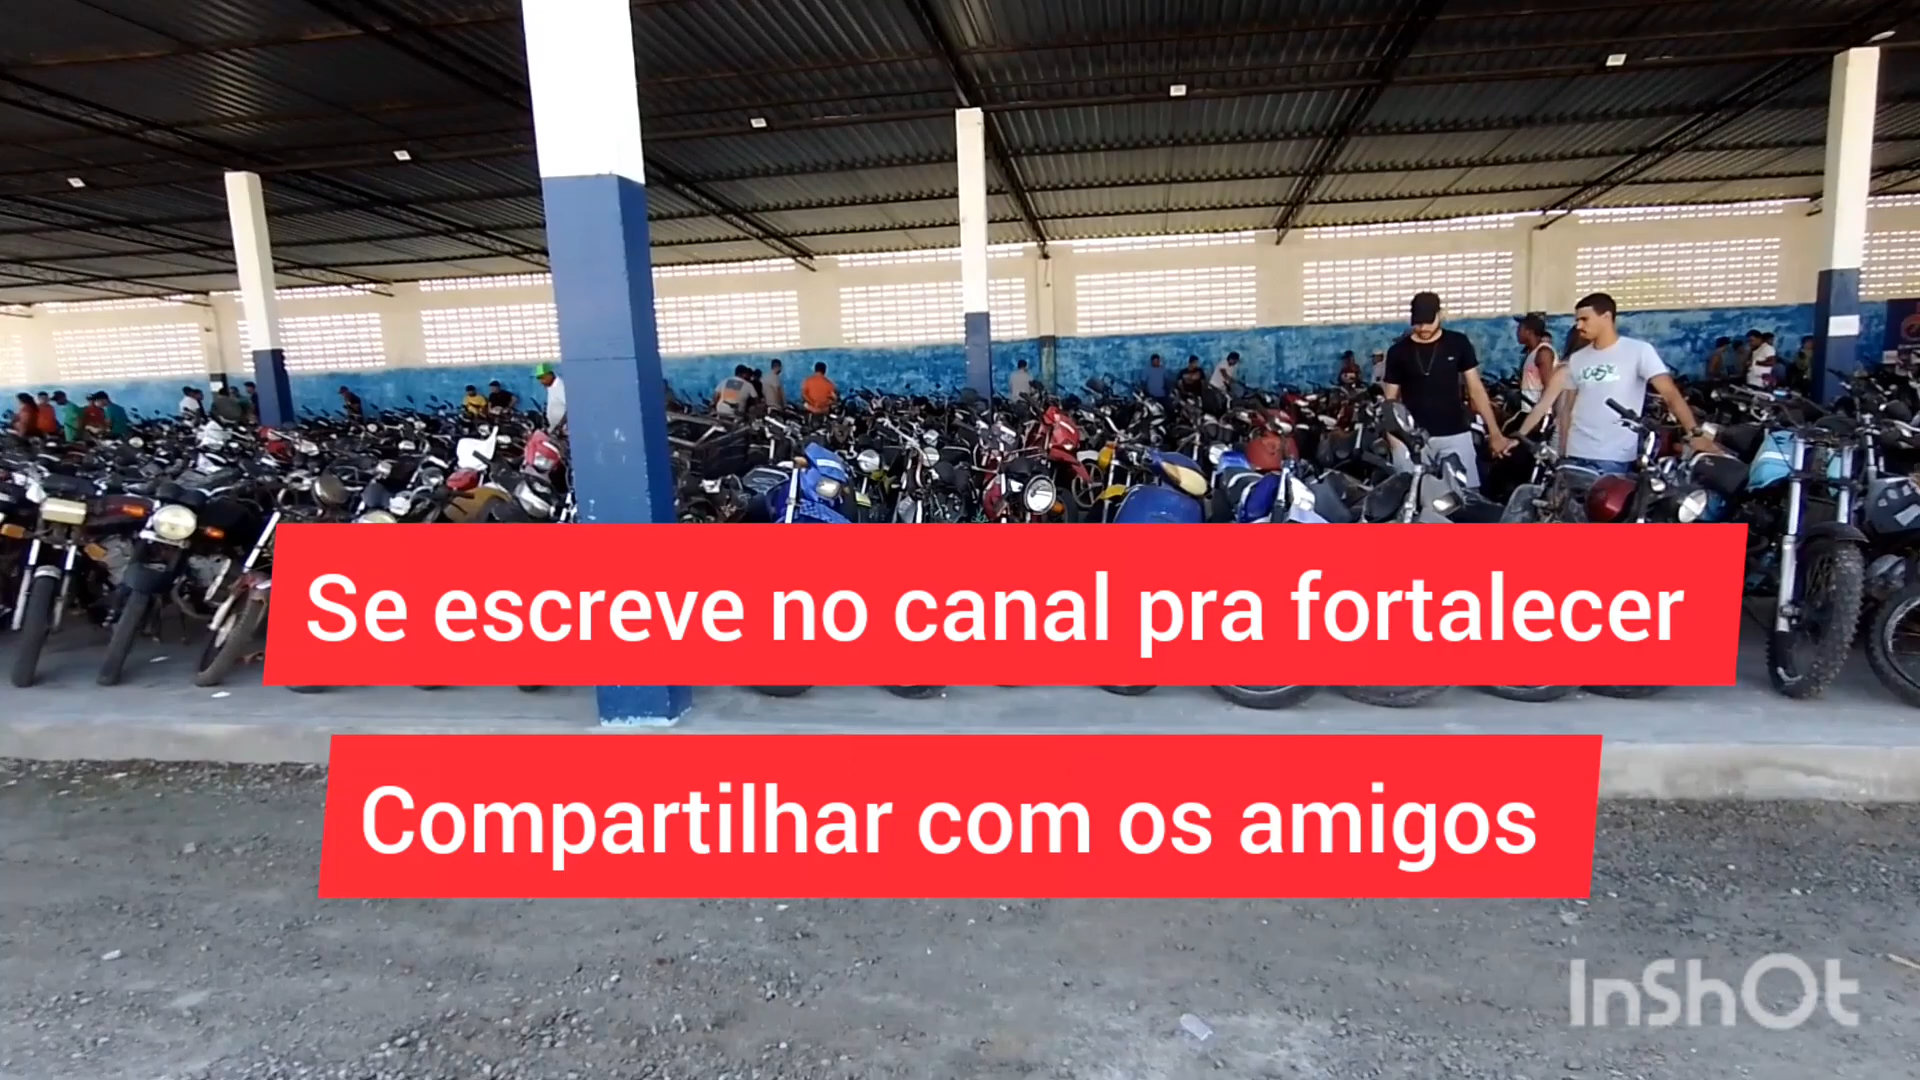 Se escreve no canal pra fortalecer
Compartilhar com os amigos
InShOt